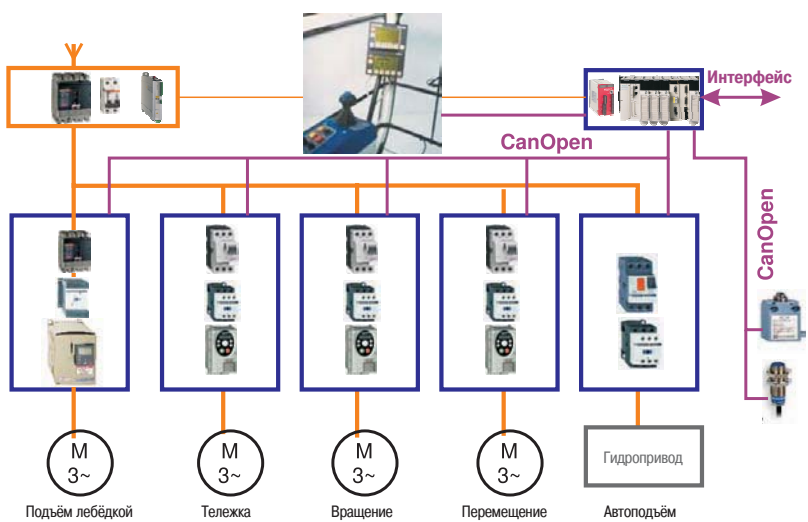 Интерфейс
CanOpen
CanOpen
M
3~
M
3~
M
3~
M
3~
Гидропривод
Подъём лебёдкой
Тележка
Вращение
Перемещение
Автоподъём